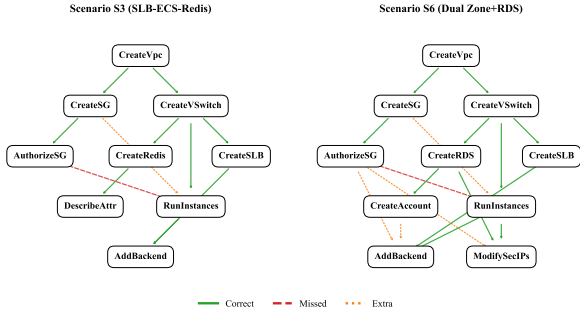 Scenario S3 (SLB-ECS-Redis)
CreateVpc
CreateSG
CreateVSwitch
AuthorizeSG
CreateRedis
CreateSLB
DescribeAttr
RunInstances
AddBackend
Scenario S6 (Dual Zone+RDS)
CreateVpc
CreateSG
CreateVSwitch
AuthorizeSG
CreateRDS
CreateSLB
CreateAccount
RunInstances
AddBackend
ModifySecIPs
Correct
Missed
Extra